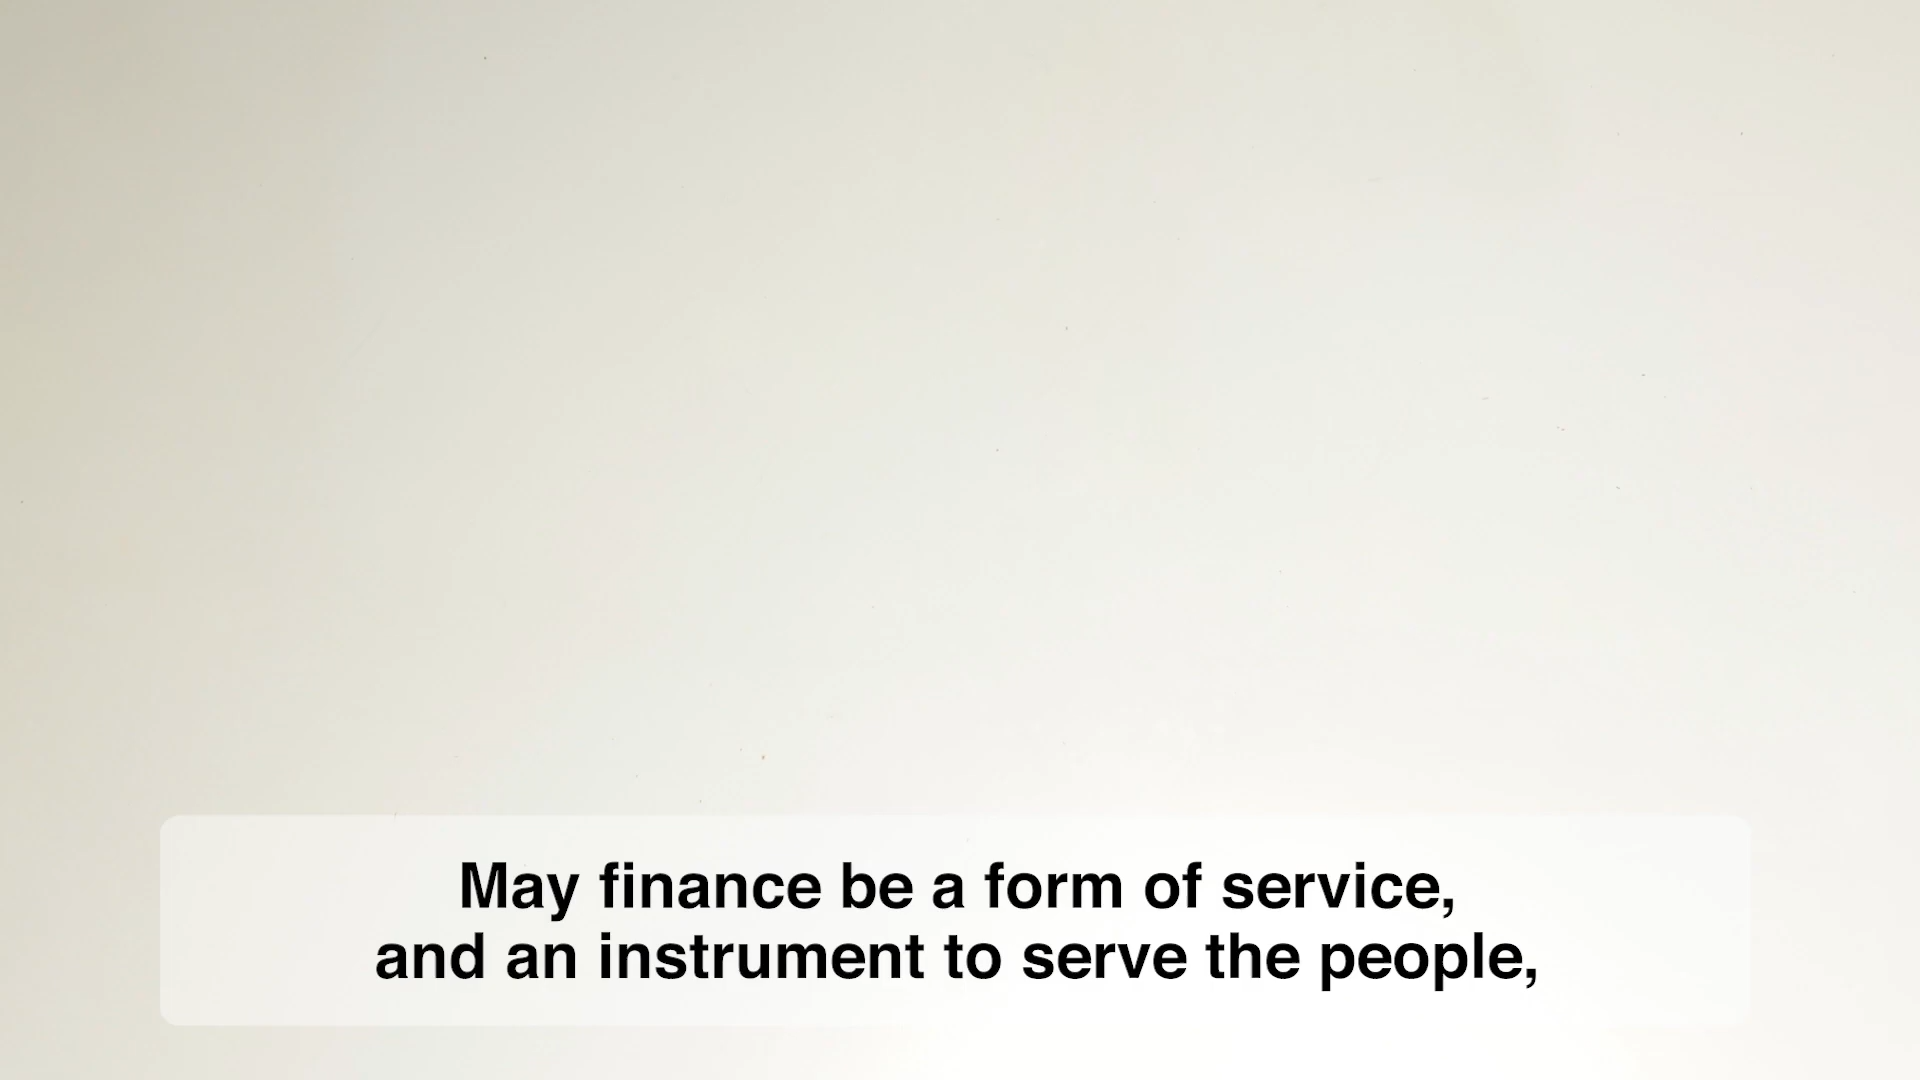 May finance be a form of service,
and an instrument to serve the people,